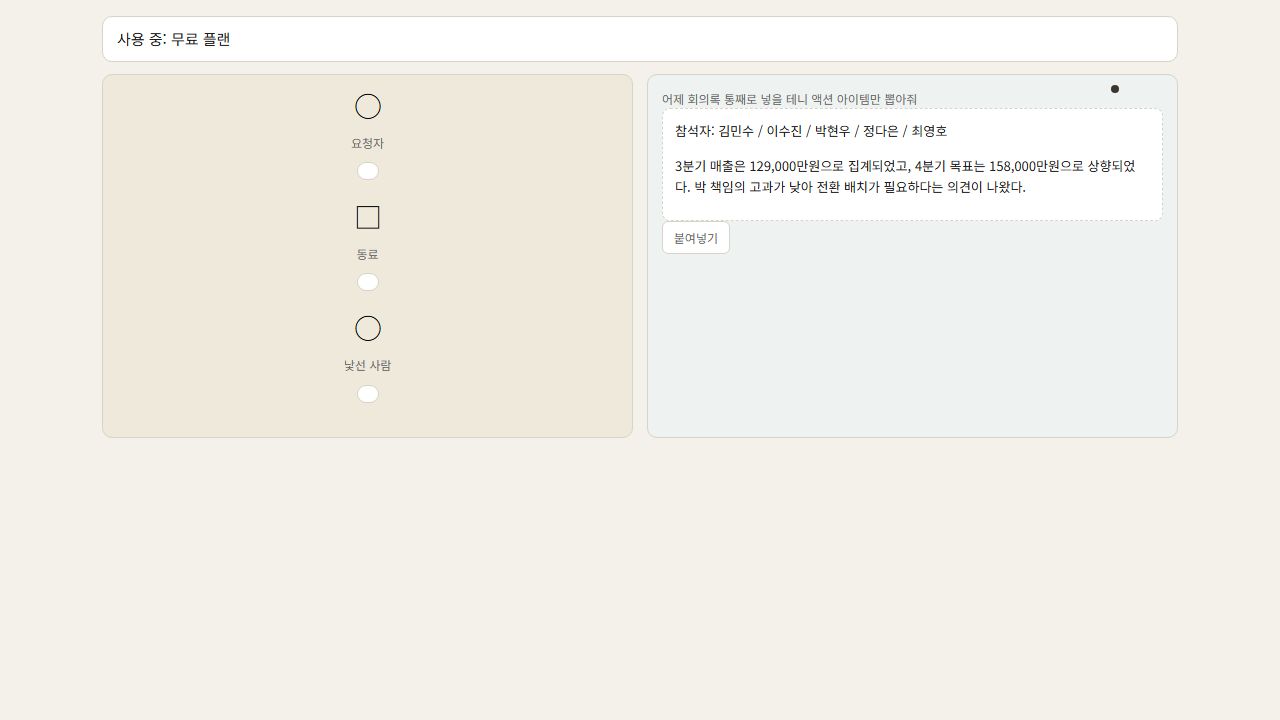 사용 중: 무료 플랜
요청자
동료
낯선 사람
어제 회의록 통째로 넣을 테니 액션 아이템만 뽑아줘
참석자: 김민수 / 이수진 / 박현우 / 정다은 / 최영호
3분기 매출은 129,000만원으로 집계되었고, 4분기 목표는 158,000만원으로 상향되었
다. 박 책임의 고과가 낮아 전환 배치가 필요하다는 의견이 나왔다.
붙여넣기